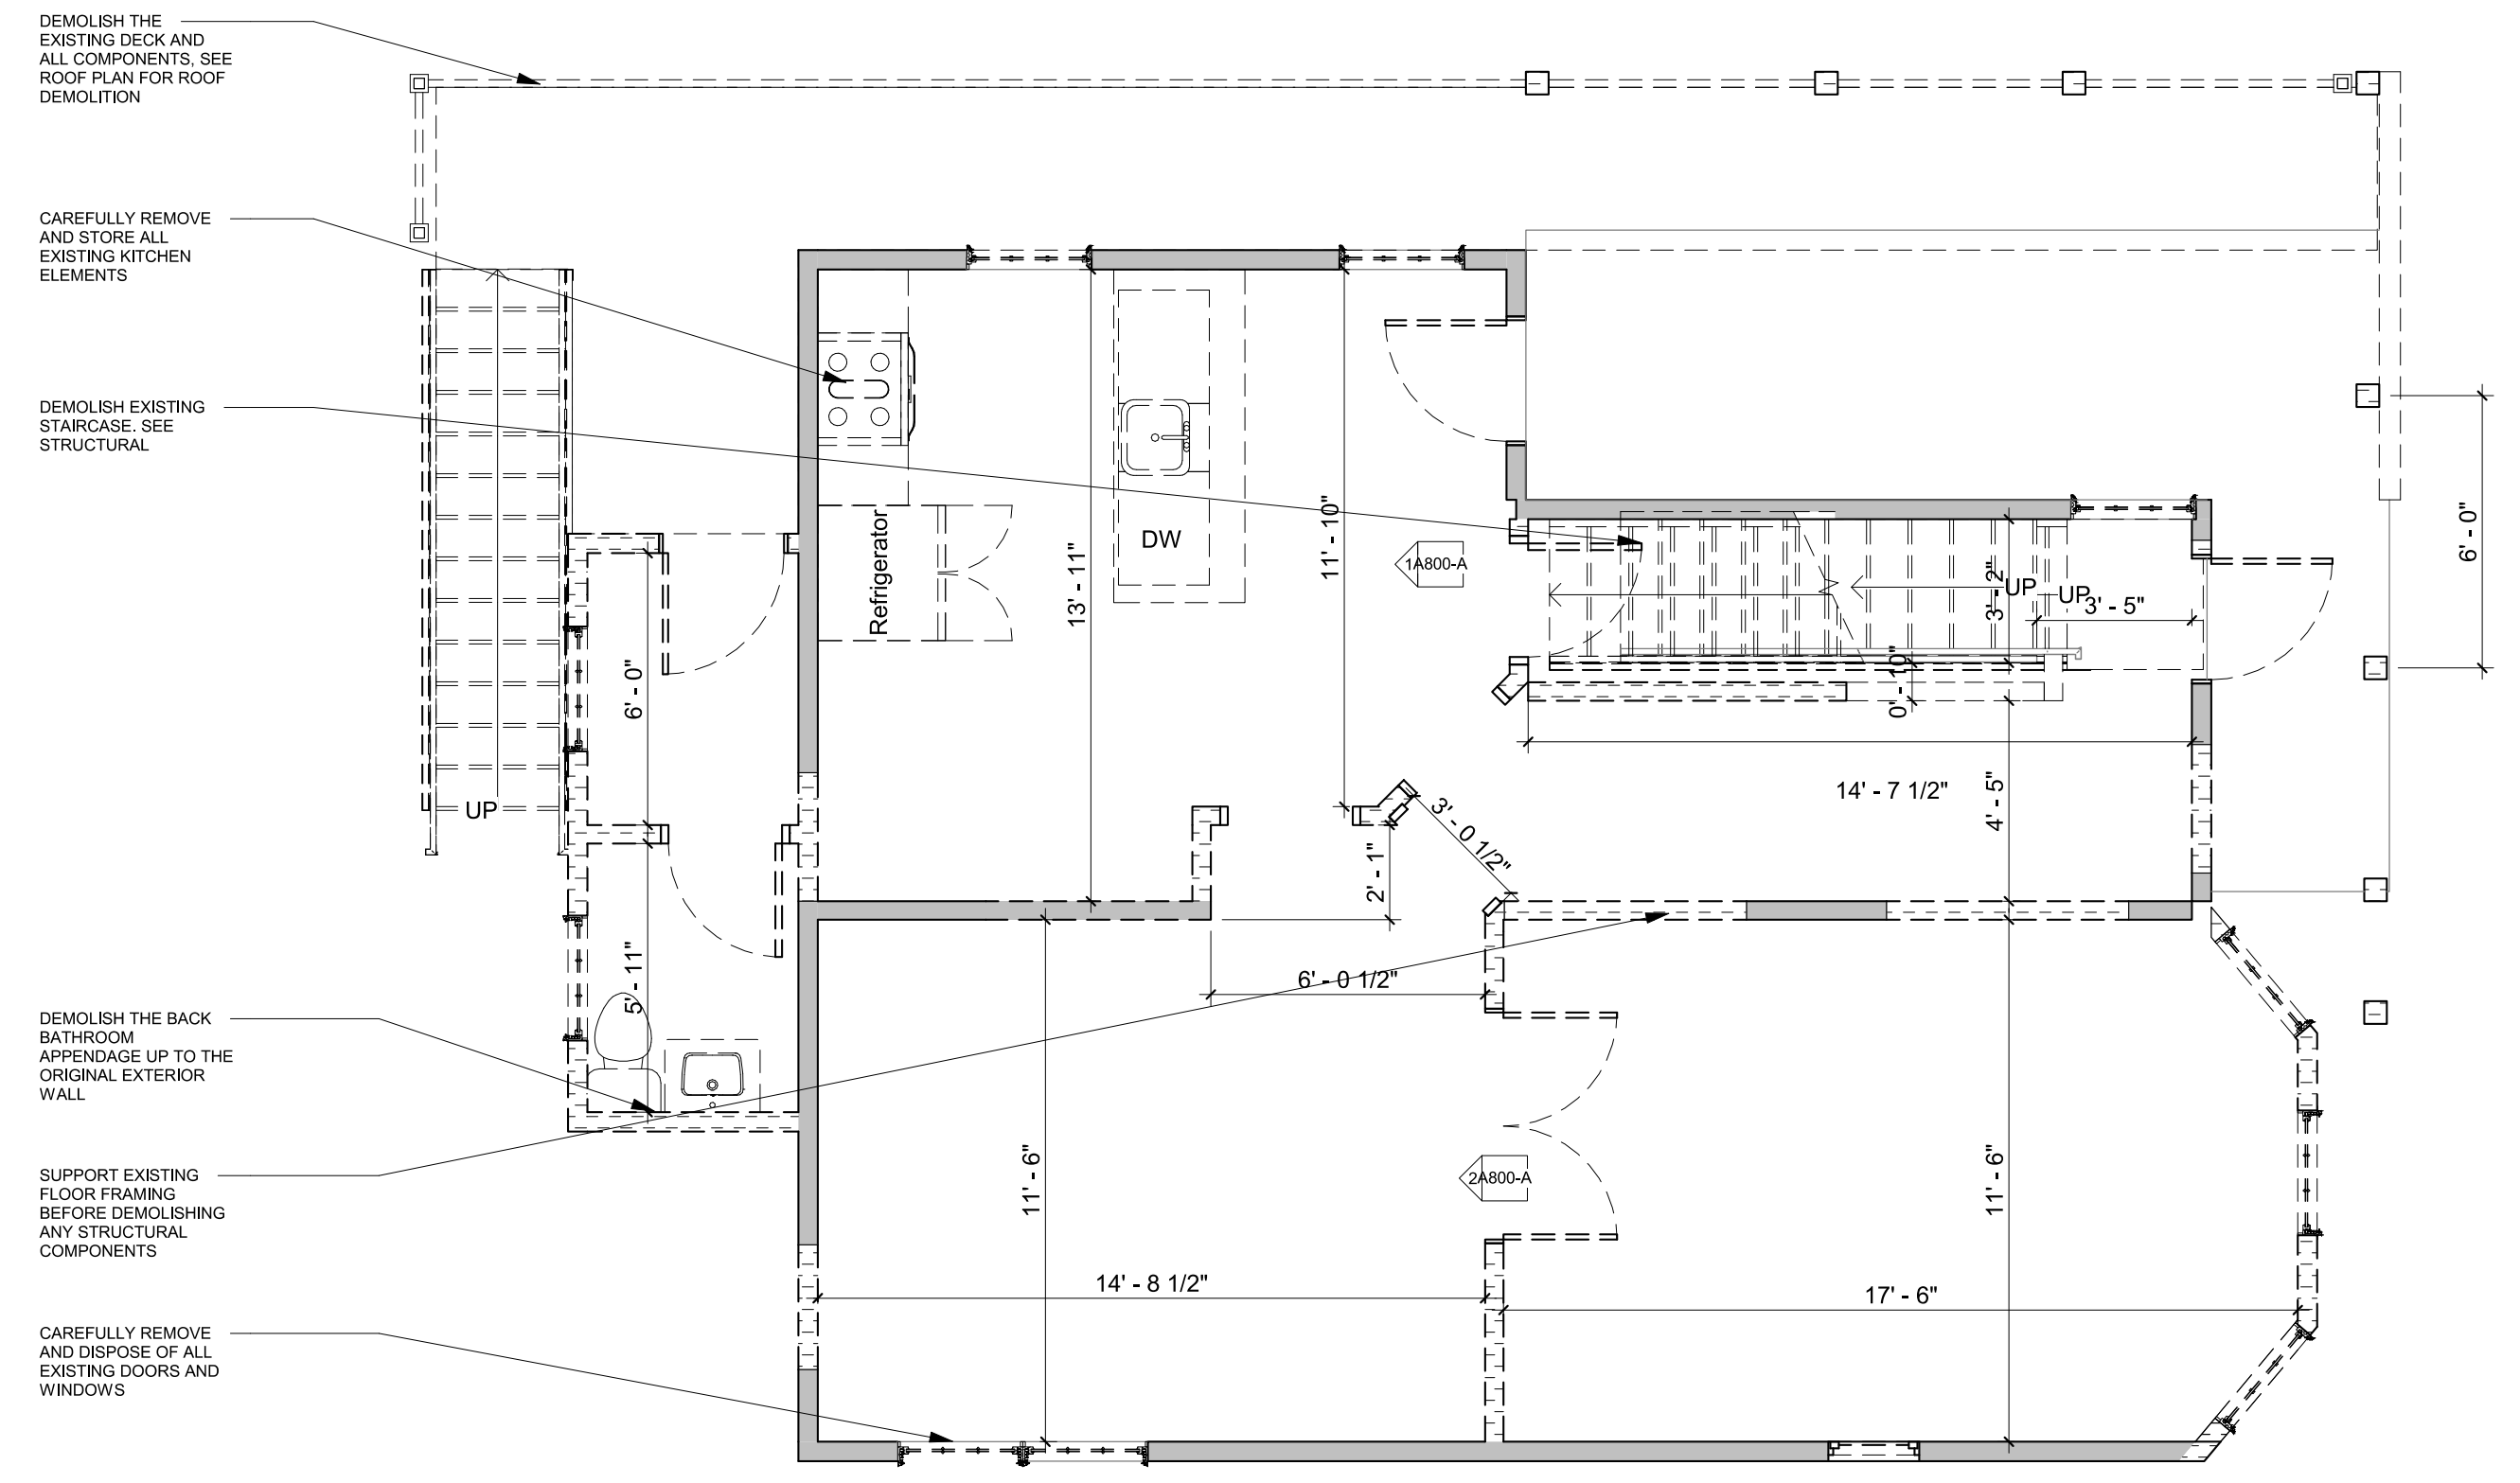 DEMOLISH THE
EXISTING DECK AND
ALL COMPONENTS, SEE
ROOF PLAN FOR ROOF
DEMOLITION
CAREFULLY REMOVE
AND STORE ALL
EXISTING KITCHEN
ELEMENTS
DEMOLISH EXISTING
STAIRCASE. SEE
STRUCTURAL
DEMOLISH THE BACK
BATHROOM
APPENDAGE UP TO THE
ORIGINAL EXTERIOR
WALL
SUPPORT EXISTING
FLOOR FRAMING
BEFORE DEMOLISHING
ANY STRUCTURAL
COMPONENTS
CAREFULLY REMOVE
AND DISPOSE OF ALL
EXISTING DOORS AND
WINDOWS
UP
6' - 0"
5' - 11"
Refrigerator
DW
13' - 11"
11' - 10"
1A800-A
3' - 2"
UP
UP
3' - 5"
6' - 0"
0' - 10"
14' - 7 1/2"
4' - 5"
3' - 0 1/2"
2' - 1"
6' - 0 1/2"
11' - 6"
2A800-A
11' - 6"
14' - 8 1/2"
17' - 6"